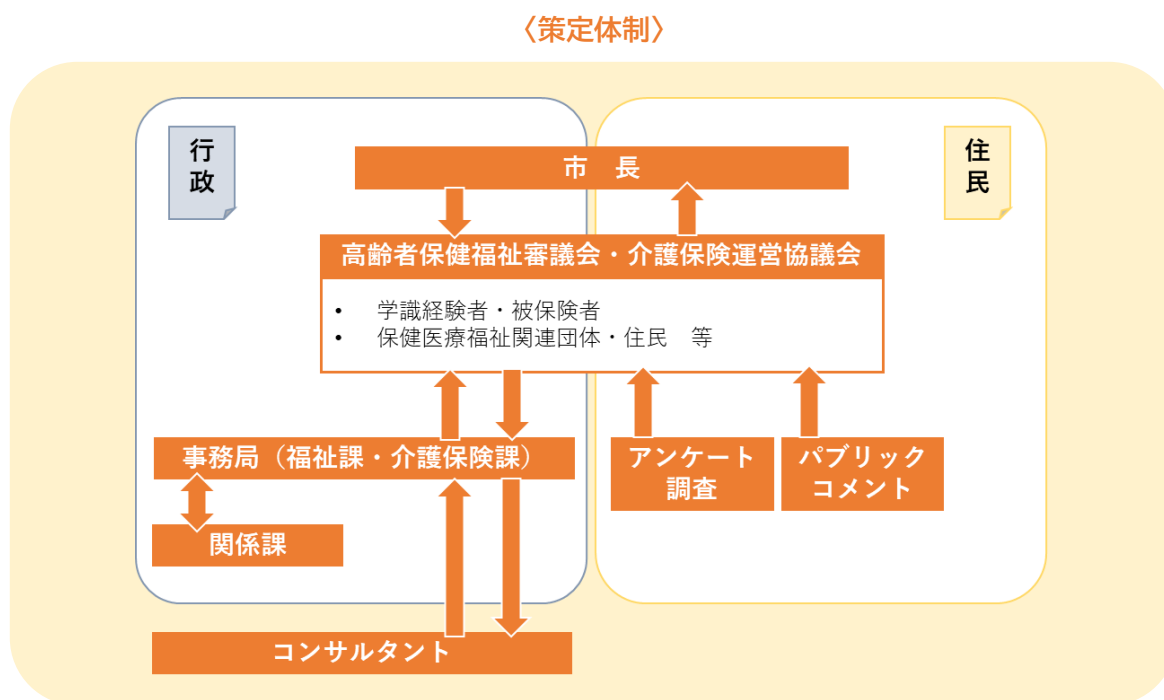 〈策定体制〉
行政
住民
市　長
高齢者保健福祉審議会・介護保険運営協議会
• 学識経験者・被保険者
• 保健医療福祉関連団体・住民　等
事務局（福祉課・介護保険課）
アンケート
調査
パブリック
コメント
関係課
コンサルタント